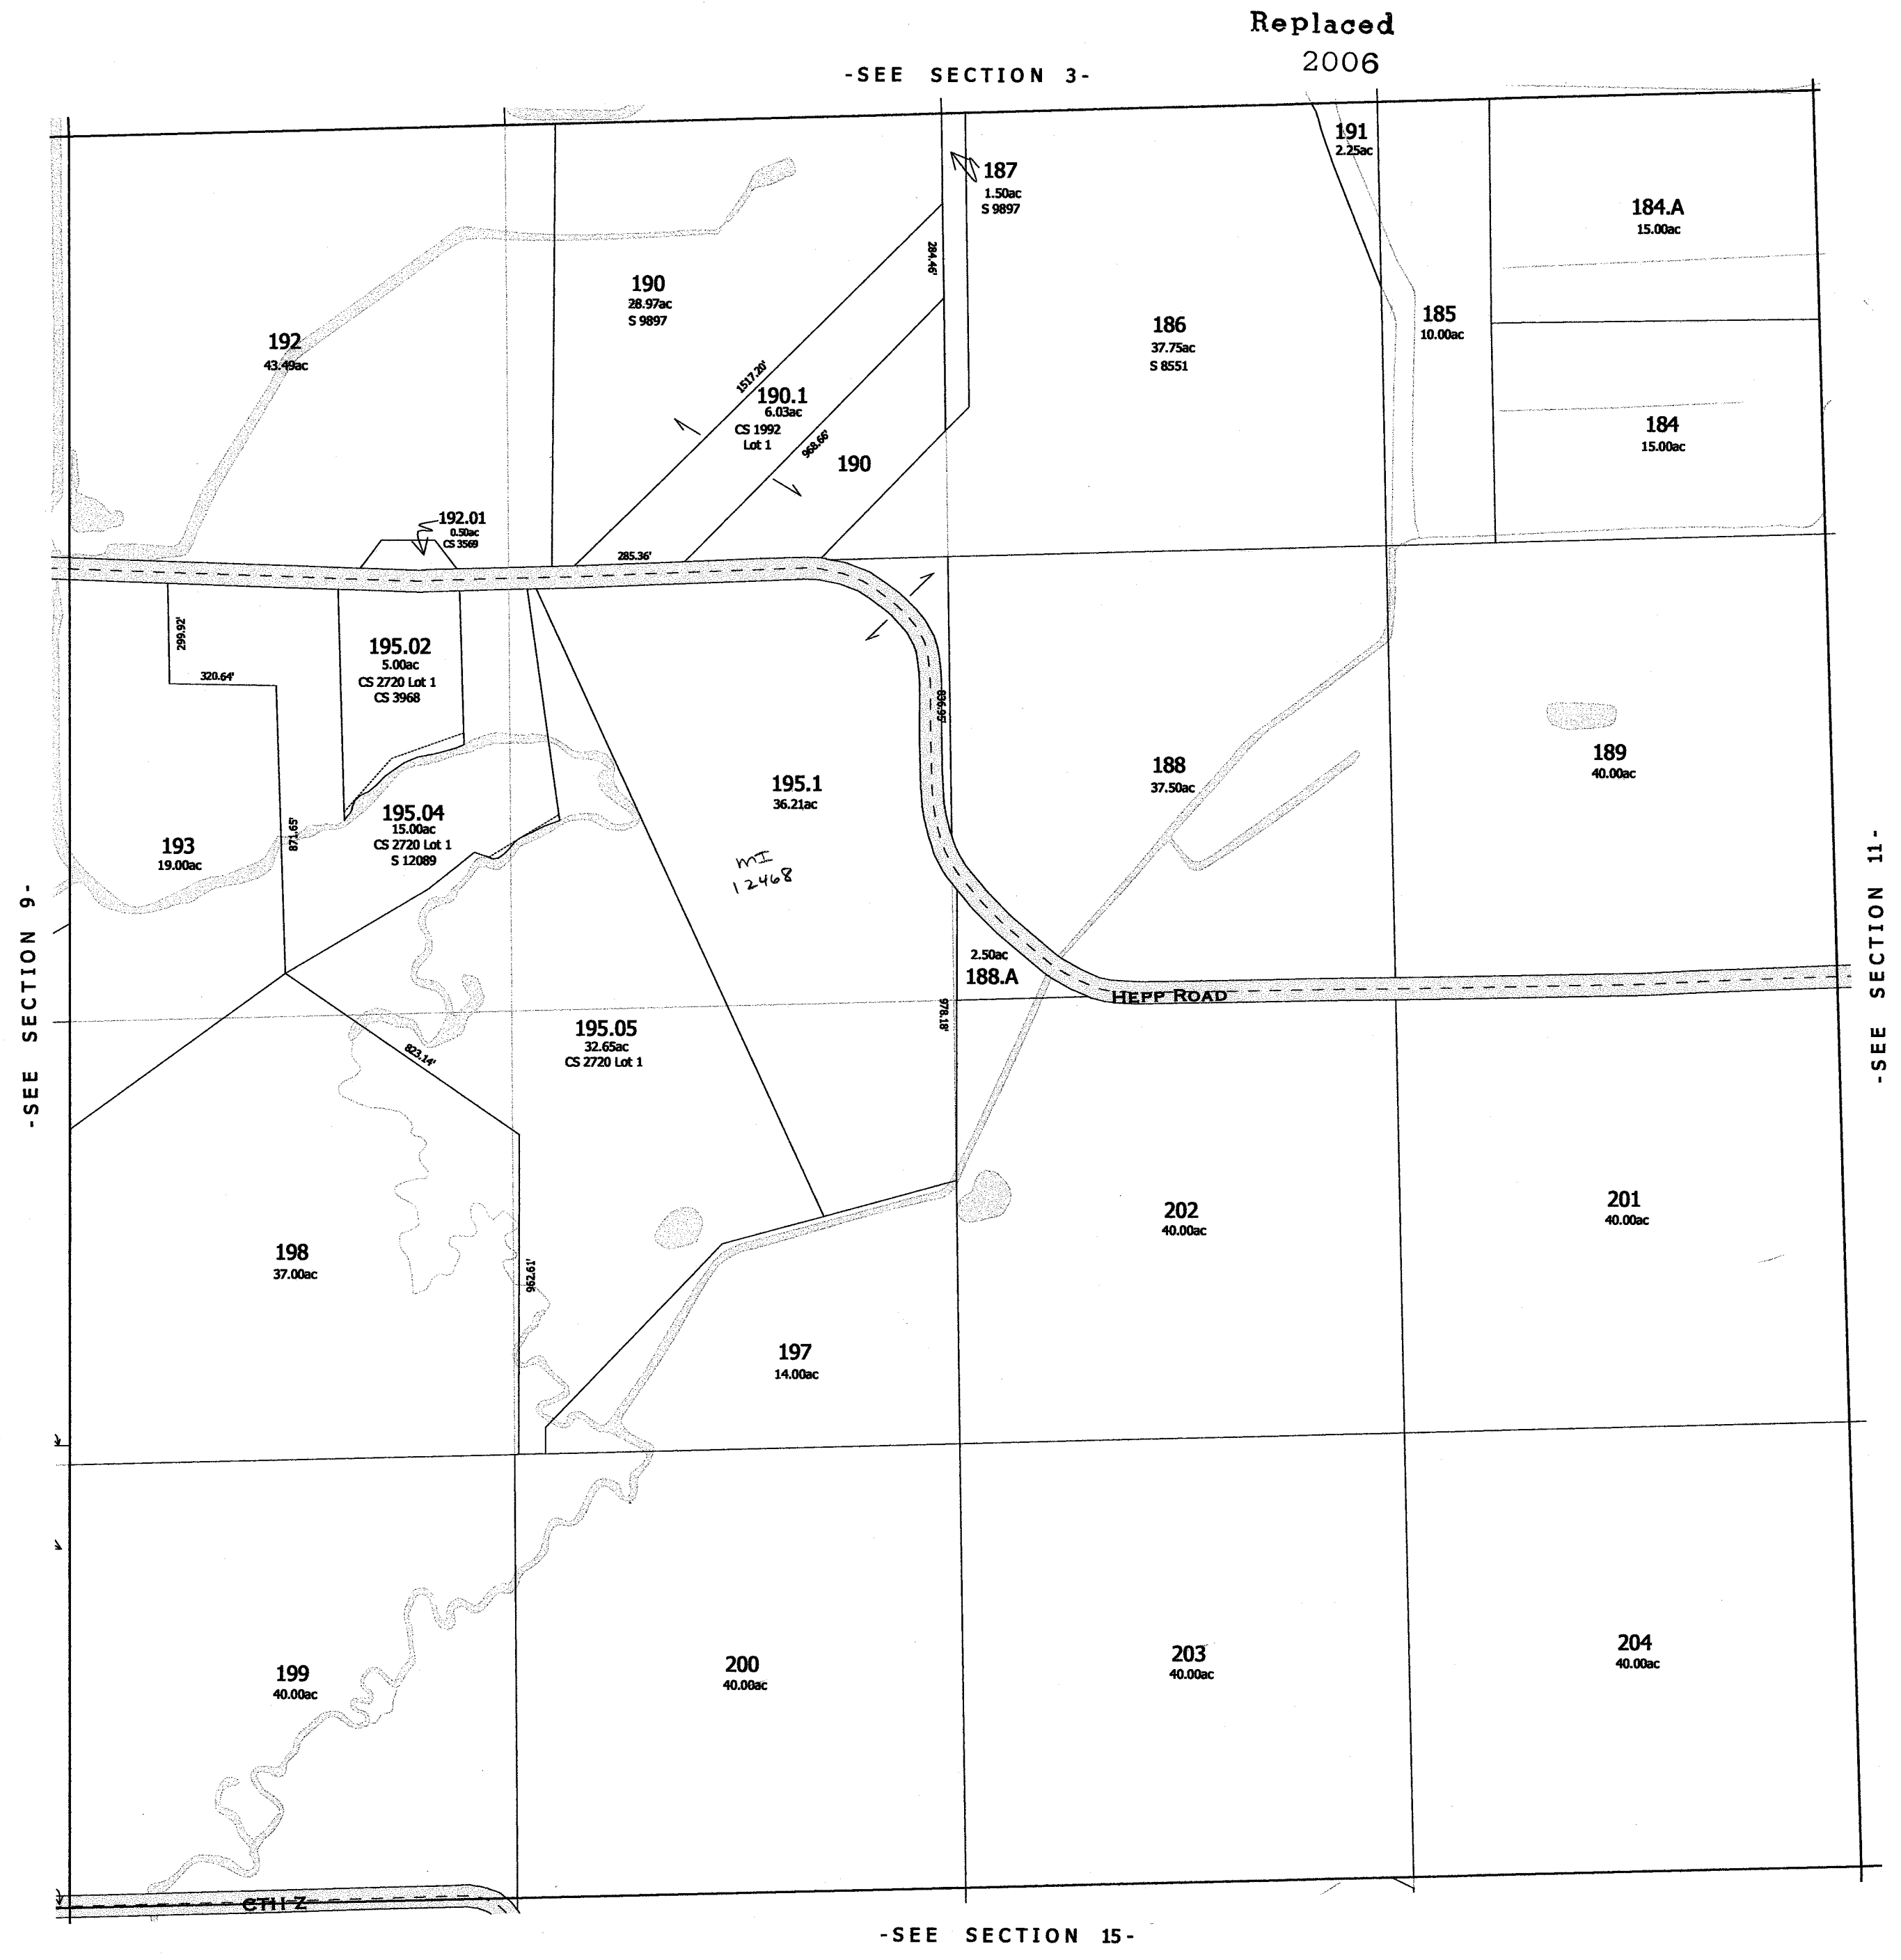 Replaced
2006
-SEE SECTION 3-
191
2.25ac
187
1.50ac
S 9897
184.A
15.00ac
284.46'
190
28.97ac
S 9897
192
43.49ac
186
37.75ac
S 8551
185
10.00ac
1517.20'
190.1
6.03ac
CS 1992
Lot 1
968.66'
190
184
15.00ac
192.01
0.50ac
CS 3569
285.36'
299.92'
320.64'
195.02
5.00ac
CS 2720 Lot 1
CS 3968
195.1
36.21ac
MI
12468
188
37.50ac
189
40.00ac
193
19.00ac
871.65'
195.04
15.00ac
CS 2720 Lot 1
S 12089
-SEE SECTION 9-
-SEE SECTION 11-
2.50ac
188.A
HEPP ROAD
978.18'
195.05
32.65ac
CS 2720 Lot 1
823.14'
198
37.00ac
962.61'
202
40.00ac
201
40.00ac
197
14.00ac
199
40.00ac
200
40.00ac
203
40.00ac
204
40.00ac
CTH Z
-SEE SECTION 15-